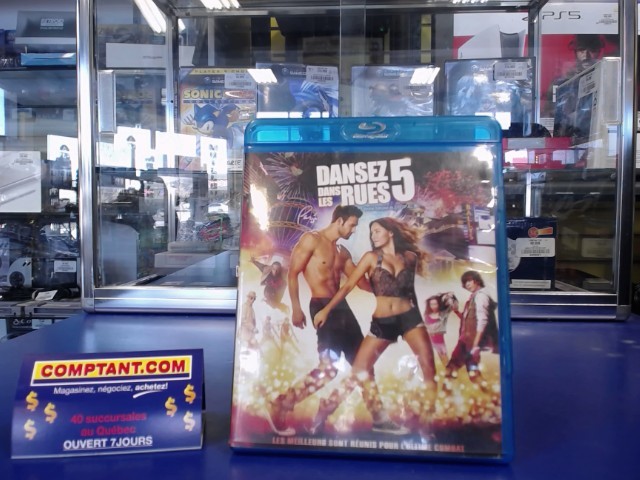 PS5
SONIC
DANSEZ
DANS
LES
RUES 5
COMPTANT.COM
Magasinez, négociez, achetez!
40 succursales
au Québec
OUVERT 7JOURS
LES MEILLEURS SONT RÉUNIS POUR L'ULTIME COMBAT